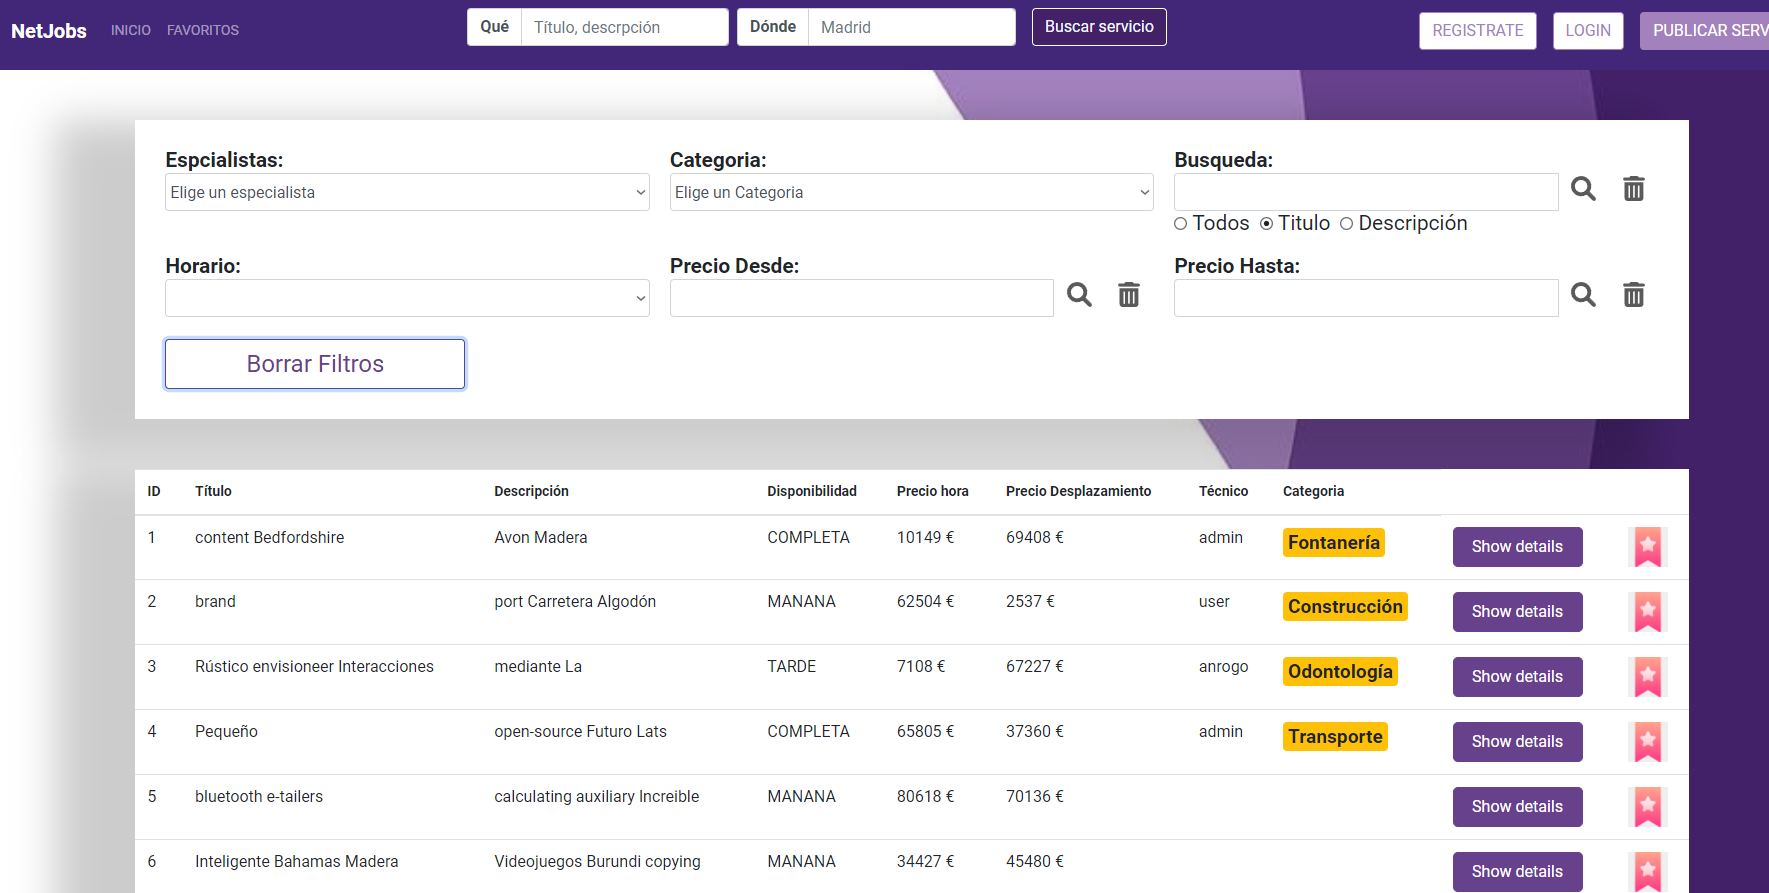 NetJobs INICIO FAVORITOS Qué Título, descrpción Dónde Madrid Buscar servicio REGISTRATE LOGIN PUBLICAR SERV
Espcialistas: Categoria: Busqueda:
Elige un especialista Elige un Categoria
Todos Titulo Descripción
Horario: Precio Desde: Precio Hasta:
Borrar Filtros
ID Título Descripción Disponibilidad Precio hora Precio Desplazamiento Técnico Categoria
1 content Bedfordshire Avon Madera COMPLETA 10149 € 69408 € admin Fontanería Show details
2 brand port Carretera Algodón MANANA 62504 € 2537 € user Construcción Show details
3 Rústico envisioneer Interacciones mediante La TARDE 7108 € 67227 € anrogo Odontología Show details
4 Pequeño open-source Futuro Lats COMPLETA 65805 € 37360 € admin Transporte Show details
5 bluetooth e-tailers calculating auxiliary Increible MANANA 80618 € 70136 € Show details
6 Inteligente Bahamas Madera Videojuegos Burundi copying MANANA 34427 € 45480 € Show details